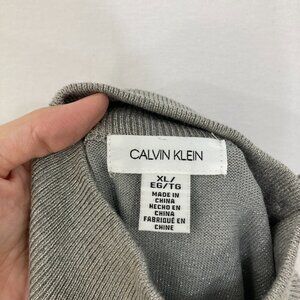 CALVIN KLEIN
XL/
EG/TG
MADE IN
CHINA
HECHO EN
CHINA
FABRIQUÉ EN
CHINE